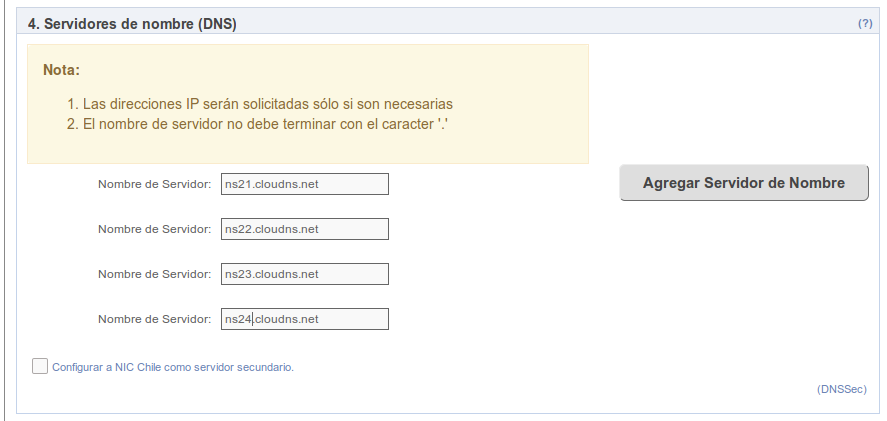 4. Servidores de nombre (DNS)
(?)
Nota:
1. Las direcciones IP serán solicitadas sólo si son necesarias
2. El nombre de servidor no debe terminar con el caracter '.'
Nombre de Servidor: ns21.cloudns.net
Agregar Servidor de Nombre
Nombre de Servidor: ns22.cloudns.net
Nombre de Servidor: ns23.cloudns.net
Nombre de Servidor: ns24.cloudns.net
Configurar a NIC Chile como servidor secundario.
(DNSSec)